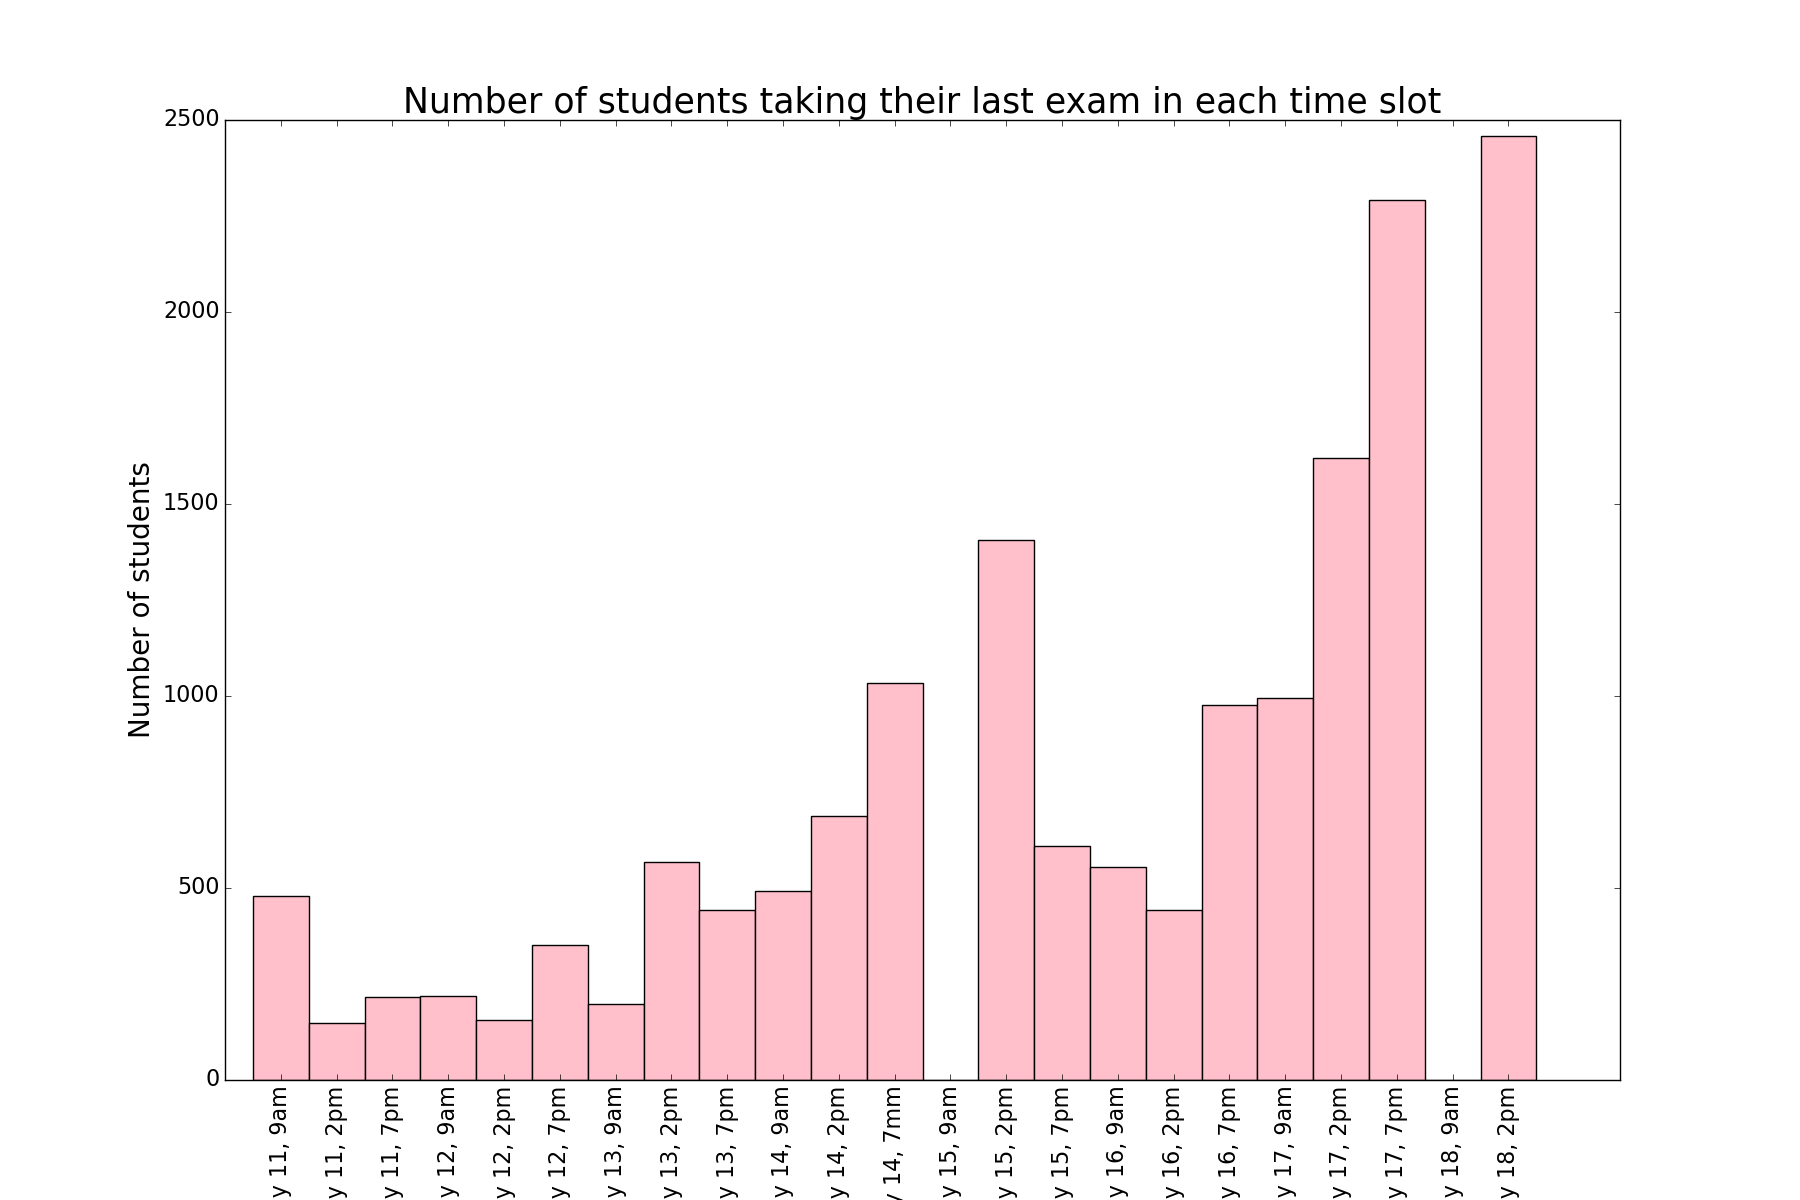 Number of students taking their last exam in each time slot
Number of students
2500
2000
1500
1000
500
0
y 11, 9am
y 11, 2pm
y 11, 7pm
y 12, 9am
y 12, 2pm
y 12, 7pm
y 13, 9am
y 13, 2pm
y 13, 7pm
y 14, 9am
y 14, 2pm
y 14, 7mm
y 15, 9am
y 15, 2pm
y 15, 7pm
y 16, 9am
y 16, 2pm
y 16, 7pm
y 17, 9am
y 17, 2pm
y 17, 7pm
y 18, 9am
y 18, 2pm